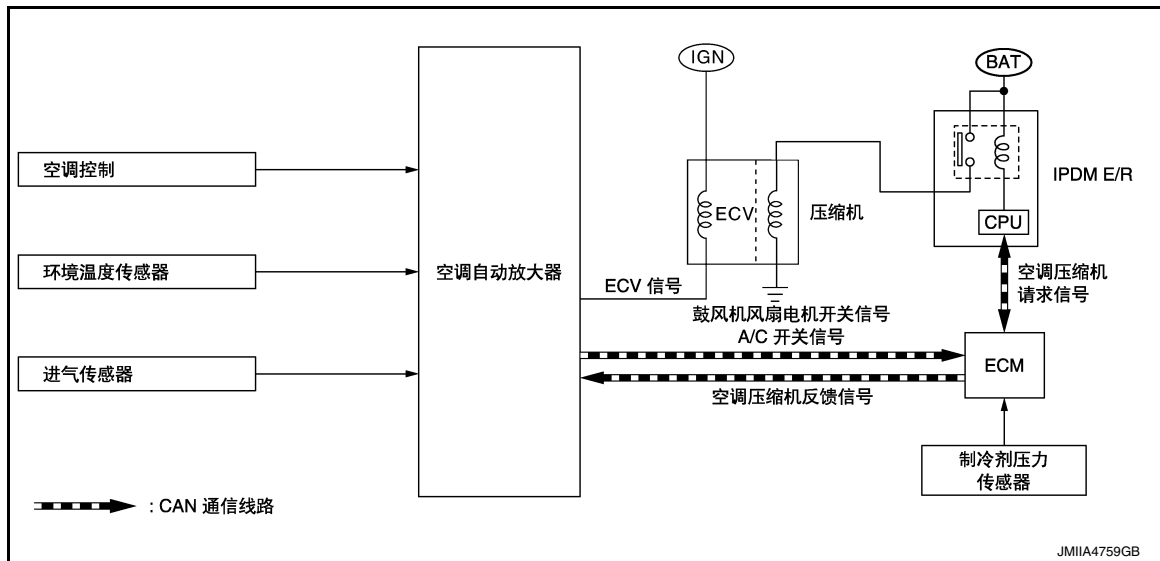 IGN
BAT
空调控制
IPDM E/R
ECV
压缩机
CPU
环境温度传感器
空调自动放大器
空调压缩机
请求信号
ECV 信号
鼓风机风扇电机开关信号
A/C 开关信号
ECM
进气传感器
空调压缩机反馈信号
制冷剂压力
传感器
: CAN 通信线路
JMIIA4759GB